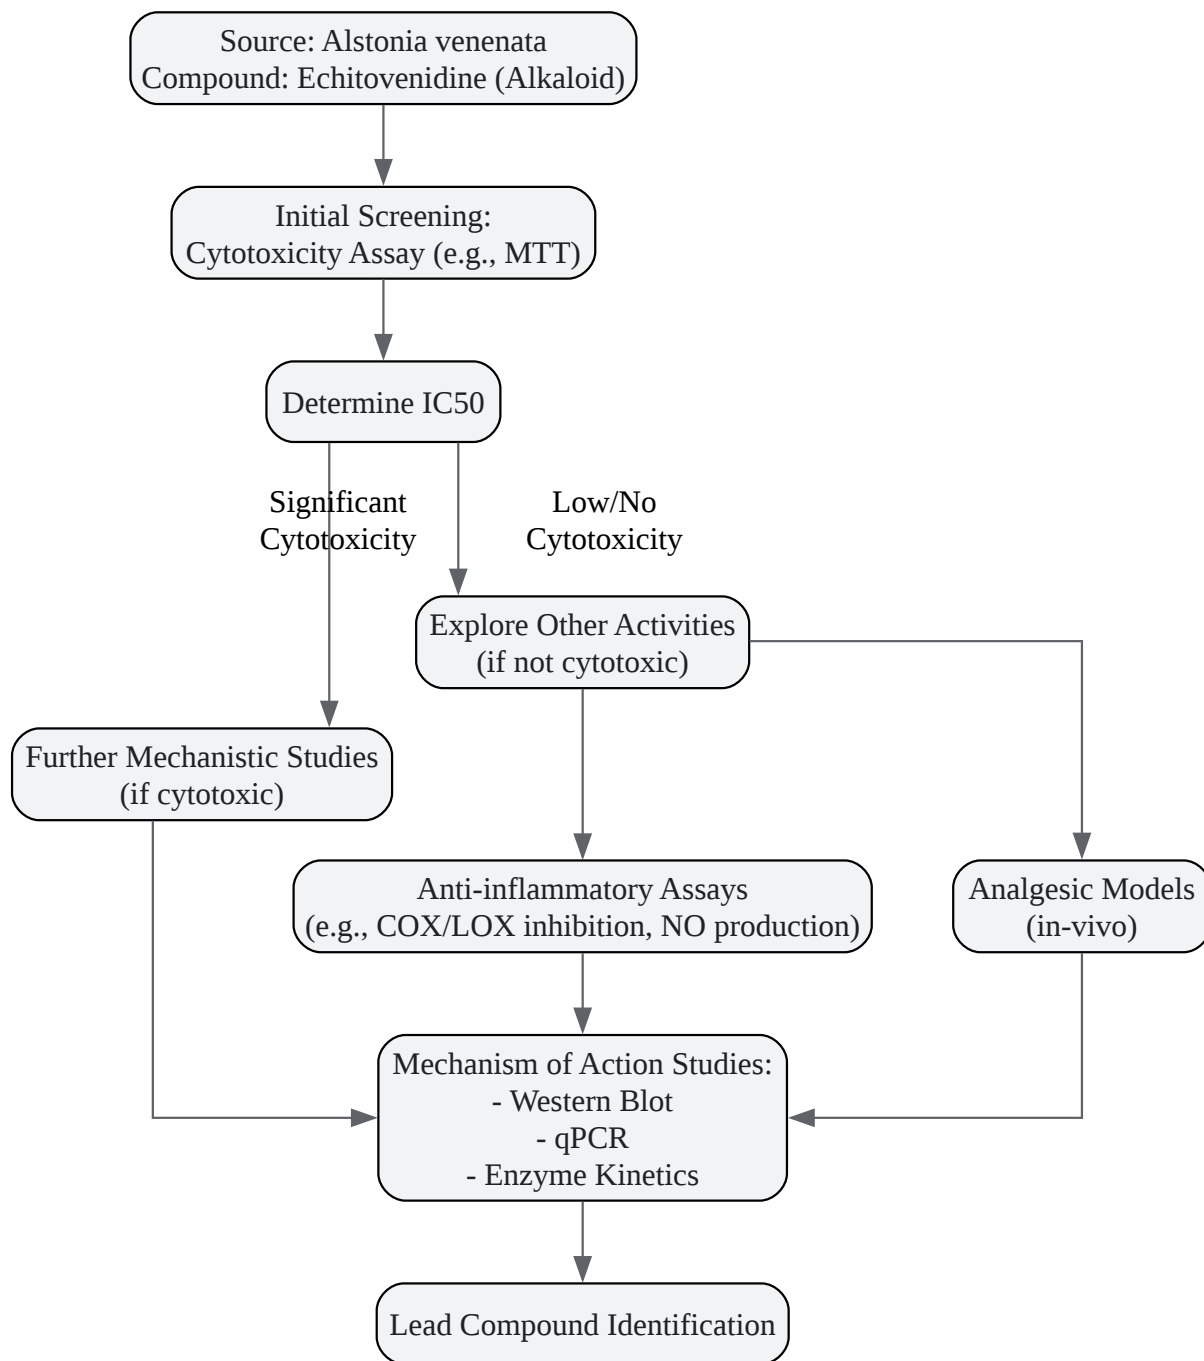 Source: Alstonia venenata
Compound: Echitovenidine (Alkaloid)
Initial Screening:
Cytotoxicity Assay (e.g., MTT)
Determine IC50
Significant
Cytotoxicity
Low/No
Cytotoxicity
Explore Other Activities
(if not cytotoxic)
Further Mechanistic Studies
(if cytotoxic)
Anti-inflammatory Assays
(e.g., COX/LOX inhibition, NO production)
Analgesic Models
(in-vivo)
Mechanism of Action Studies:
- Western Blot
- qPCR
- Enzyme Kinetics
Lead Compound Identification